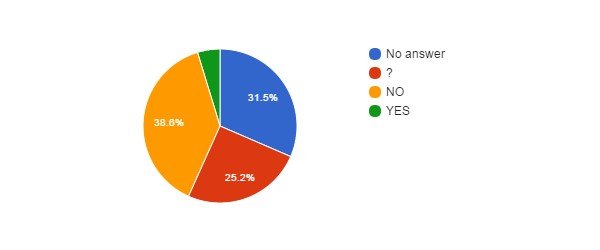 No answer
?
NO
YES
31.5%
38.6%
25.2%